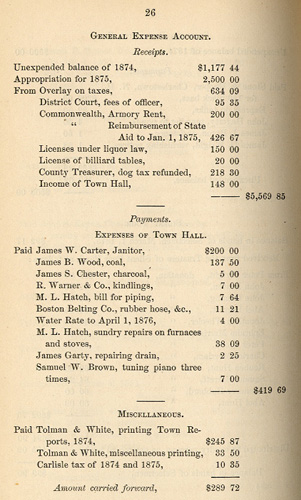 26
GENERAL EXPENSE ACCOUNT.
Receipts.
Unexpended balance of 1874, $1,177 44
Appropriation for 1875, 2,500 00
From Overlay on taxes, 634 09
District Court, fees of officer, 95 35
Commonwealth, Armory Rent, 200 00
" Reimbursement of State
Aid to Jan. 1, 1875, 426 67
Licenses under liquor law, 150 00
License of billiard tables, 20 00
County Treasurer, dog tax refunded, 218 30
Income of Town Hall, 148 00
$5,569 85
Payments.
EXPENSES OF TOWN HALL.
Paid James W. Carter, Janitor, $200 00
James B. Wood, coal, 137 50
James S. Chester, charcoal, 5 00
R. Warner & Co., kindlings, 7 00
M. L. Hatch, bill for piping, 7 64
Boston Belting Co., rubber hose, &c., 11 21
Water Rate to April 1, 1876, 4 00
M. L. Hatch, sundry repairs on furnaces
and stoves, 38 09
James Garty, repairing drain, 2 25
Samuel W. Brown, tuning piano three
times, 7 00
$419 69
MISCELLANEOUS.
Paid Tolman & White, printing Town Re-
ports, 1874, $245 87
Tolman & White, miscellaneous printing, 33 50
Carlisle tax of 1874 and 1875, 10 35
Amount carried forward, $289 72